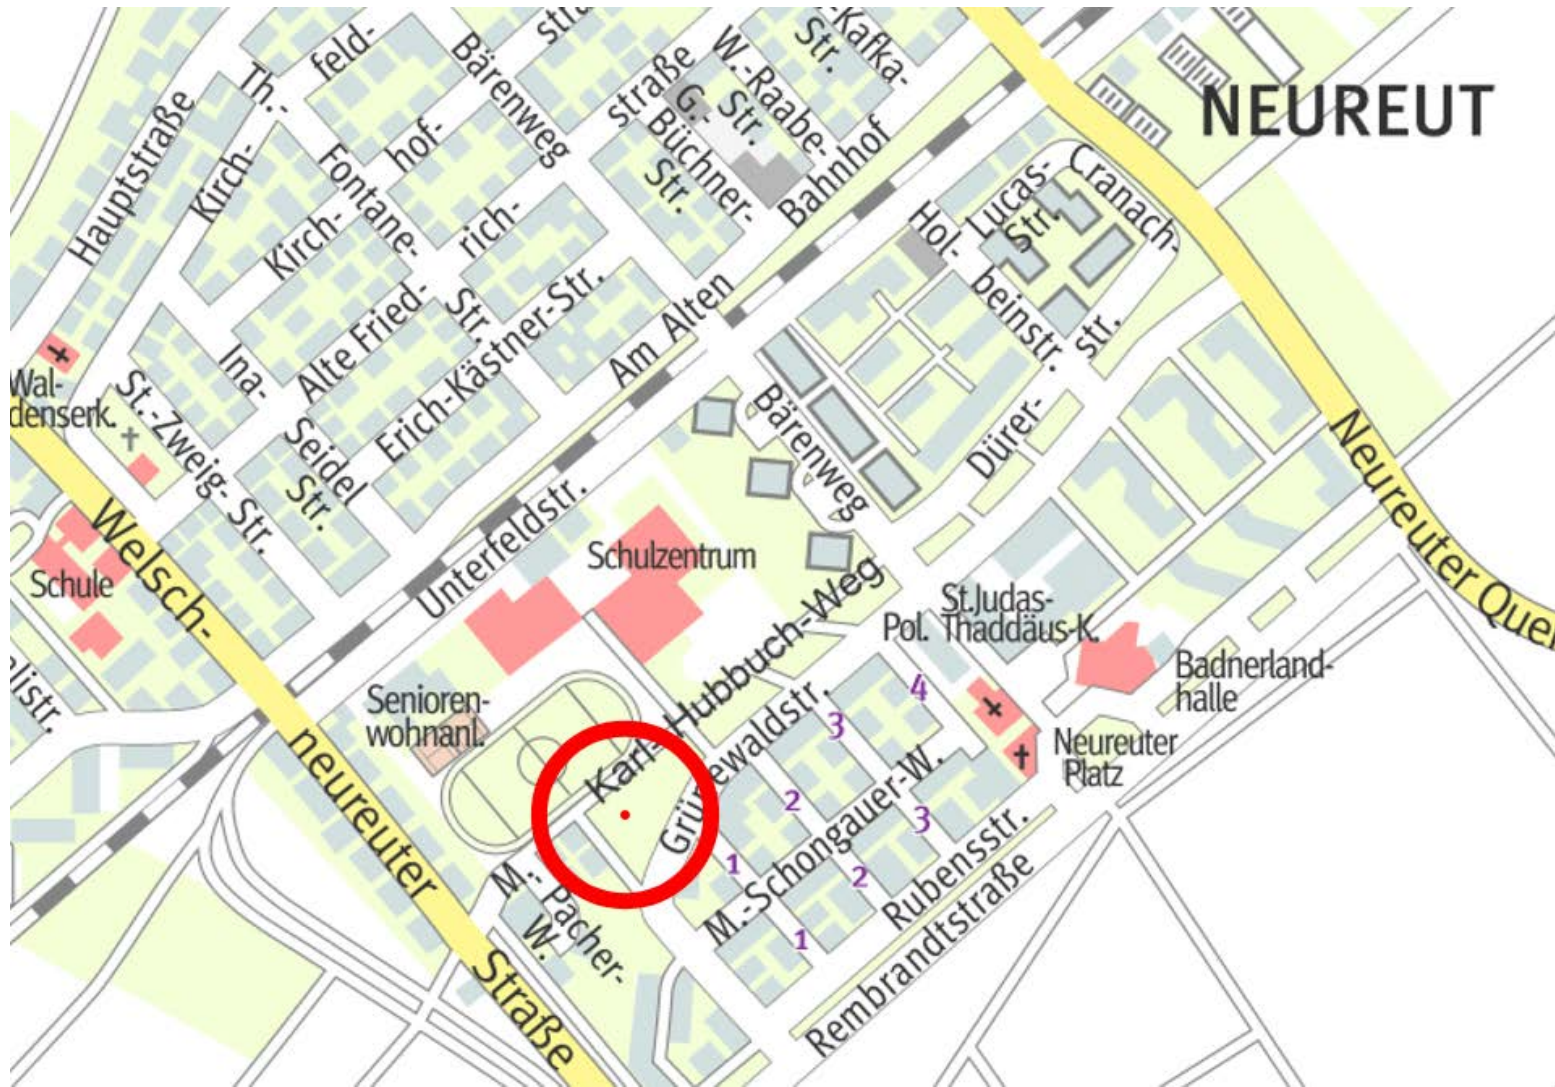 NEUREUT
Hauptstraße
Th.-
Fontane-
Str.
feld-
hof-
Kirch-
Kirch-
Bärenweg
straße
G.-
Büchner-
Str.
W.-Raabe-
Str.
-Kafka-
Str.
Bahnhof
Am Alten
rich-
Alte Fried-
Erich-Kästner-Str.
Ina-
Seidel
Str.
St.-Zweig-Str.
Wal-
denserk.
Schule
Welsch-
neureuter
Straße
Unterfeldstr.
Schulzentrum
Bärenweg
Hol-
beinstr.
Lucas-
Cranach-
Str.
str.
Dürer-
Neureuter Quer
Karl-Hubbuch-Weg
Pol.
St.Judas-
Thaddäus-K.
Badnerland-
halle
Neureuter
Platz
Senioren-
wohnanl.
Grünewaldstr.
M.-Schongauer-W.
Rubensstr.
Rembrandtstraße
M.-Pacher-
W.
4
3
2
1
3
2
1